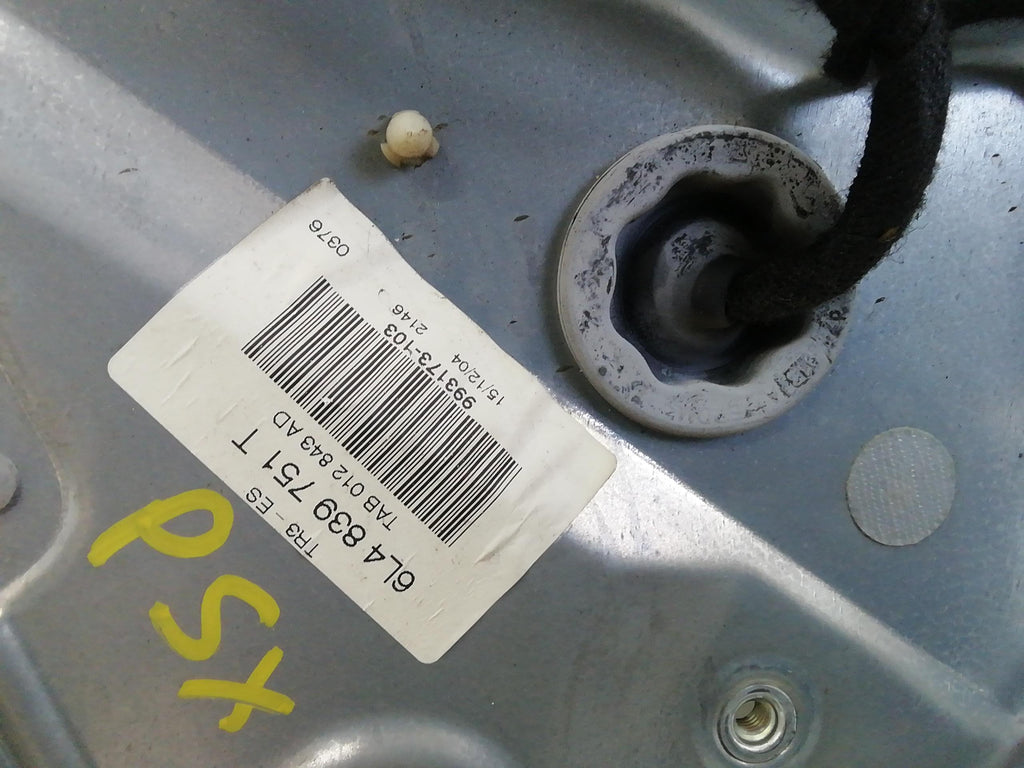 TR3 - ES
6L4 839 751 T
TAB 012 843 AD
993173-103
15/12/04 2146
0376
PSX